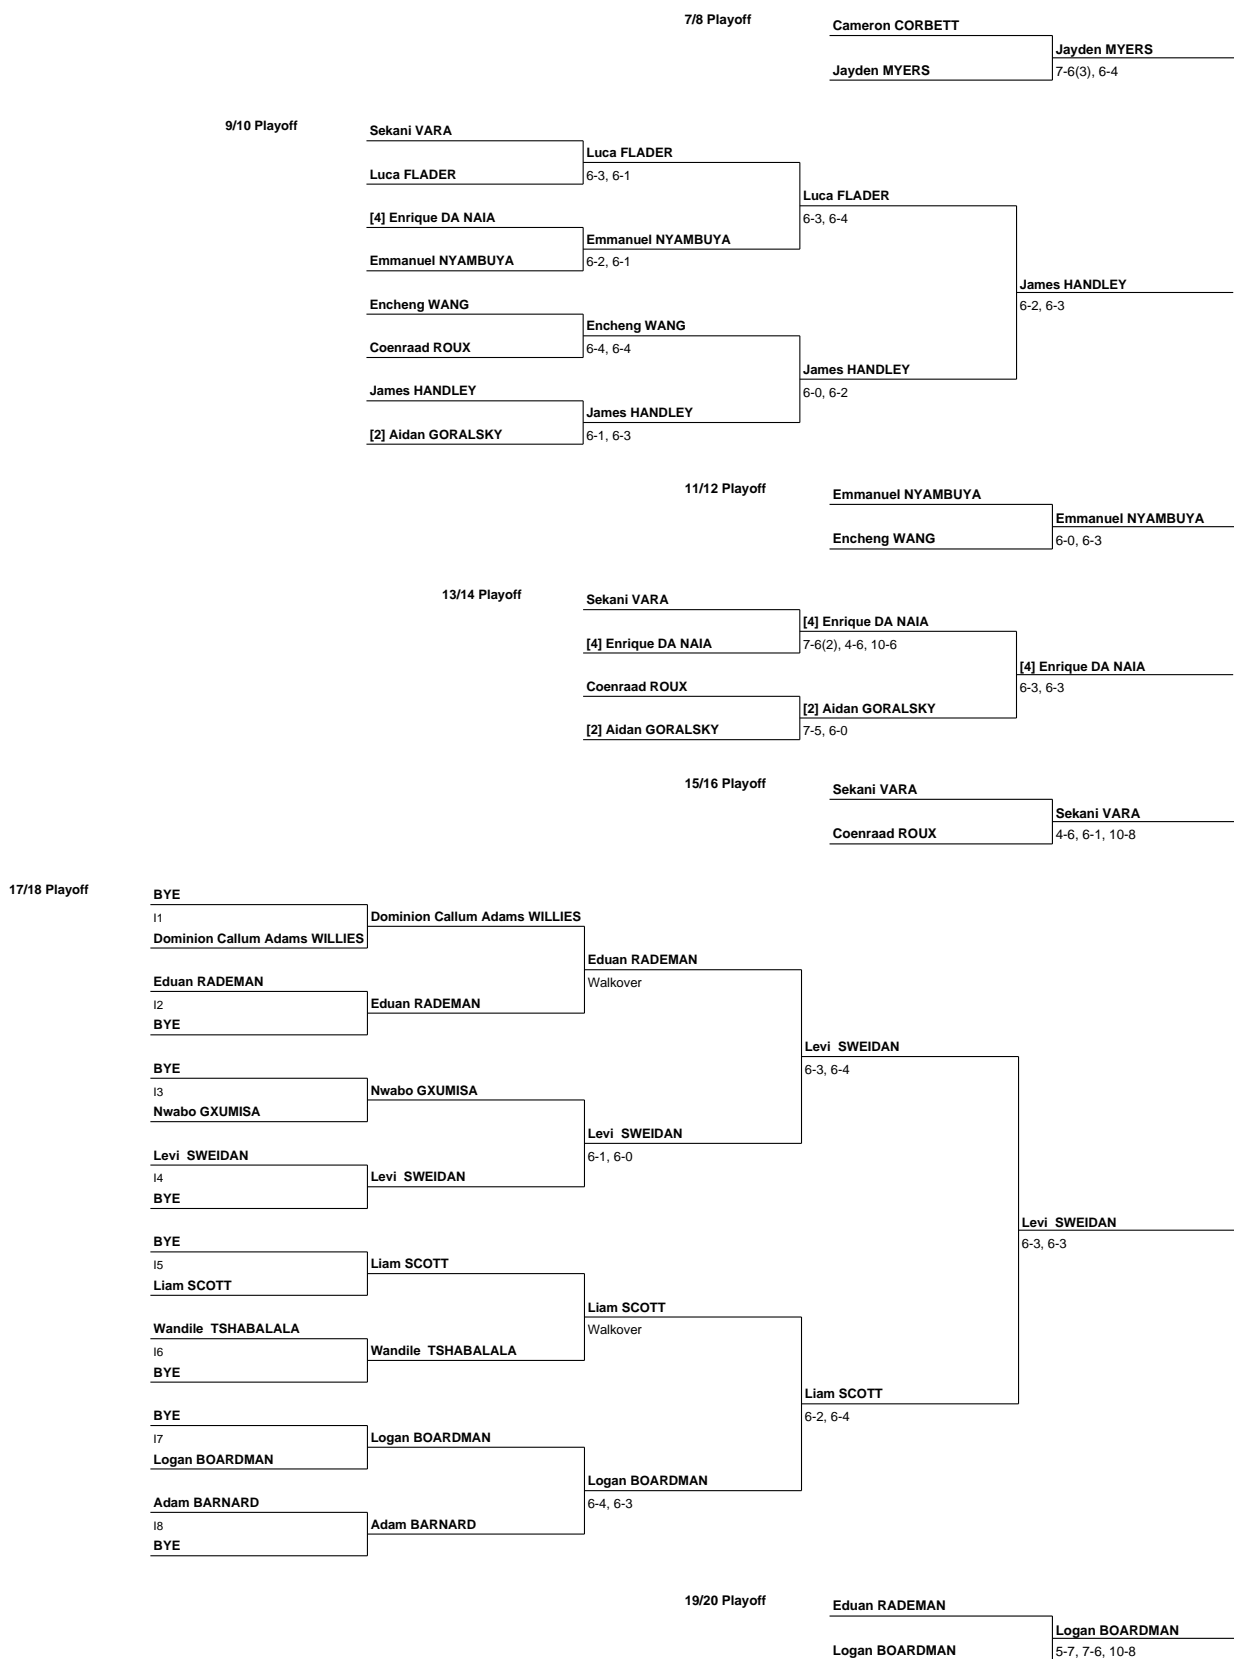 7/8 Playoff
Cameron CORBETT
Jayden MYERS
Jayden MYERS
7-6(3), 6-4
9/10 Playoff
Sekani VARA
Luca FLADER
Luca FLADER
6-3, 6-1
Luca FLADER
[4] Enrique DA NAIA
6-3, 6-4
Emmanuel NYAMBUYA
Emmanuel NYAMBUYA
6-2, 6-1
James HANDLEY
Encheng WANG
6-2, 6-3
Encheng WANG
Coenraad ROUX
6-4, 6-4
James HANDLEY
James HANDLEY
6-0, 6-2
James HANDLEY
[2] Aidan GORALSKY
6-1, 6-3
11/12 Playoff
Emmanuel NYAMBUYA
Emmanuel NYAMBUYA
Encheng WANG
6-0, 6-3
13/14 Playoff
Sekani VARA
[4] Enrique DA NAIA
[4] Enrique DA NAIA
7-6(2), 4-6, 10-6
[4] Enrique DA NAIA
Coenraad ROUX
6-3, 6-3
[2] Aidan GORALSKY
[2] Aidan GORALSKY
7-5, 6-0
15/16 Playoff
Sekani VARA
Sekani VARA
Coenraad ROUX
4-6, 6-1, 10-8
17/18 Playoff
BYE
I1
Dominion Callum Adams WILLIES
Dominion Callum Adams WILLIES
Eduan RADEMAN
Eduan RADEMAN
Walkover
I2
Eduan RADEMAN
BYE
Levi SWEIDAN
BYE
6-3, 6-4
I3
Nwabo GXUMISA
Nwabo GXUMISA
Levi SWEIDAN
Levi SWEIDAN
6-1, 6-0
I4
Levi SWEIDAN
BYE
Levi SWEIDAN
BYE
6-3, 6-3
I5
Liam SCOTT
Liam SCOTT
Liam SCOTT
Wandile TSHABALALA
Walkover
I6
Wandile TSHABALALA
BYE
Liam SCOTT
BYE
6-2, 6-4
I7
Logan BOARDMAN
Logan BOARDMAN
Logan BOARDMAN
Adam BARNARD
6-4, 6-3
I8
Adam BARNARD
BYE
19/20 Playoff
Eduan RADEMAN
Logan BOARDMAN
Logan BOARDMAN
5-7, 7-6, 10-8